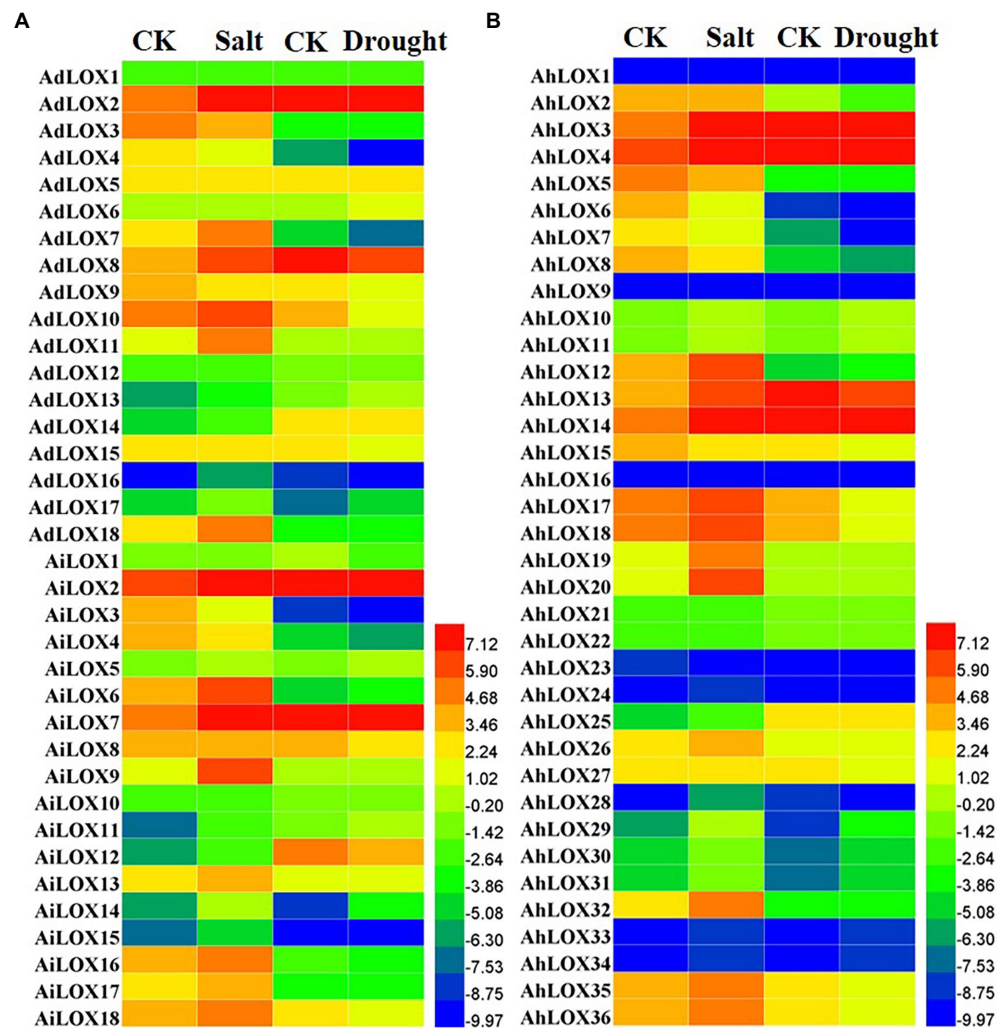 A
CK Salt CK Drought
AdLOX1
AdLOX2
AdLOX3
AdLOX4
AdLOX5
AdLOX6
AdLOX7
AdLOX8
AdLOX9
AdLOX10
AdLOX11
AdLOX12
AdLOX13
AdLOX14
AdLOX15
AdLOX16
AdLOX17
AdLOX18
AiLOX1
AiLOX2
AiLOX3
AiLOX4
AiLOX5
AiLOX6
AiLOX7
AiLOX8
AiLOX9
AiLOX10
AiLOX11
AiLOX12
AiLOX13
AiLOX14
AiLOX15
AiLOX16
AiLOX17
AiLOX18
7.12
5.90
4.68
3.46
2.24
1.02
-0.20
-1.42
-2.64
-3.86
-5.08
-6.30
-7.53
-8.75
-9.97
B
CK Salt CK Drought
AhLOX1
AhLOX2
AhLOX3
AhLOX4
AhLOX5
AhLOX6
AhLOX7
AhLOX8
AhLOX9
AhLOX10
AhLOX11
AhLOX12
AhLOX13
AhLOX14
AhLOX15
AhLOX16
AhLOX17
AhLOX18
AhLOX19
AhLOX20
AhLOX21
AhLOX22
AhLOX23
AhLOX24
AhLOX25
AhLOX26
AhLOX27
AhLOX28
AhLOX29
AhLOX30
AhLOX31
AhLOX32
AhLOX33
AhLOX34
AhLOX35
AhLOX36
7.12
5.90
4.68
3.46
2.24
1.02
-0.20
-1.42
-2.64
-3.86
-5.08
-6.30
-7.53
-8.75
-9.97